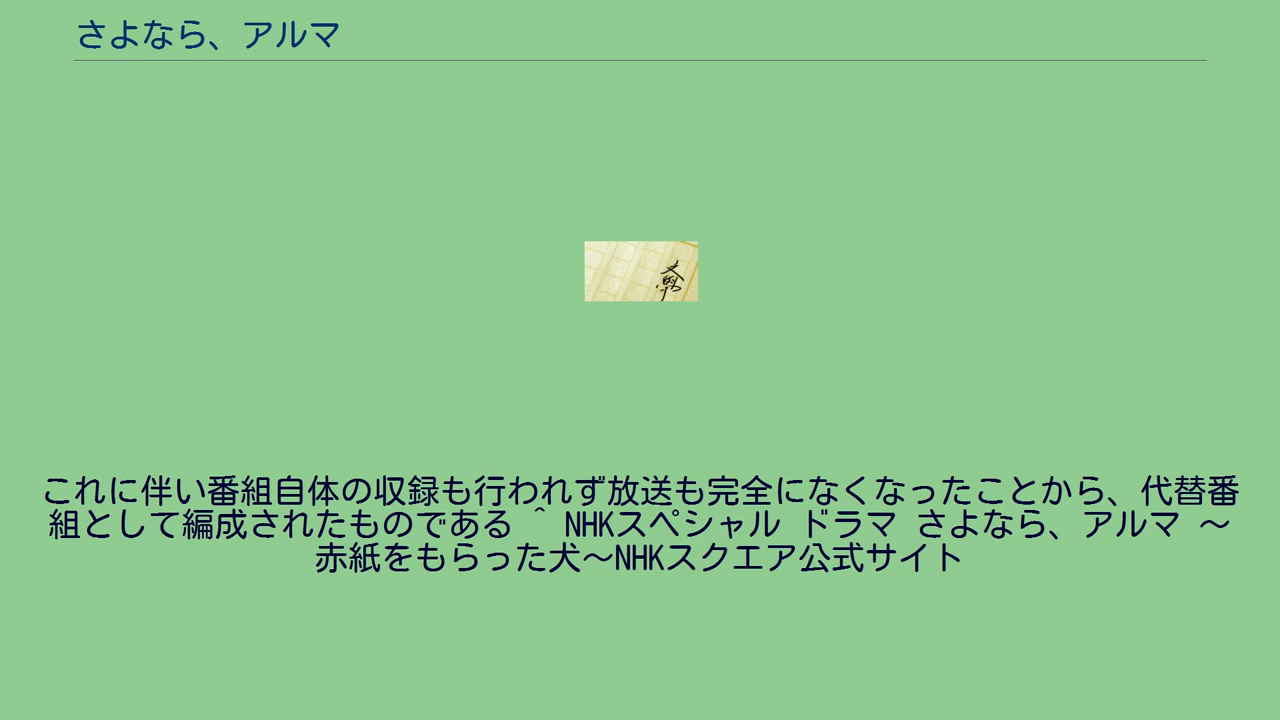 さよなら、アルマ
これに伴い番組自体の収録も行われず放送も完全になくなったことから、代替番
組として編成されたものである ^ NHKスペシャル ドラマ さよなら、アルマ ～
赤紙をもらった犬～NHKスクエア公式サイト